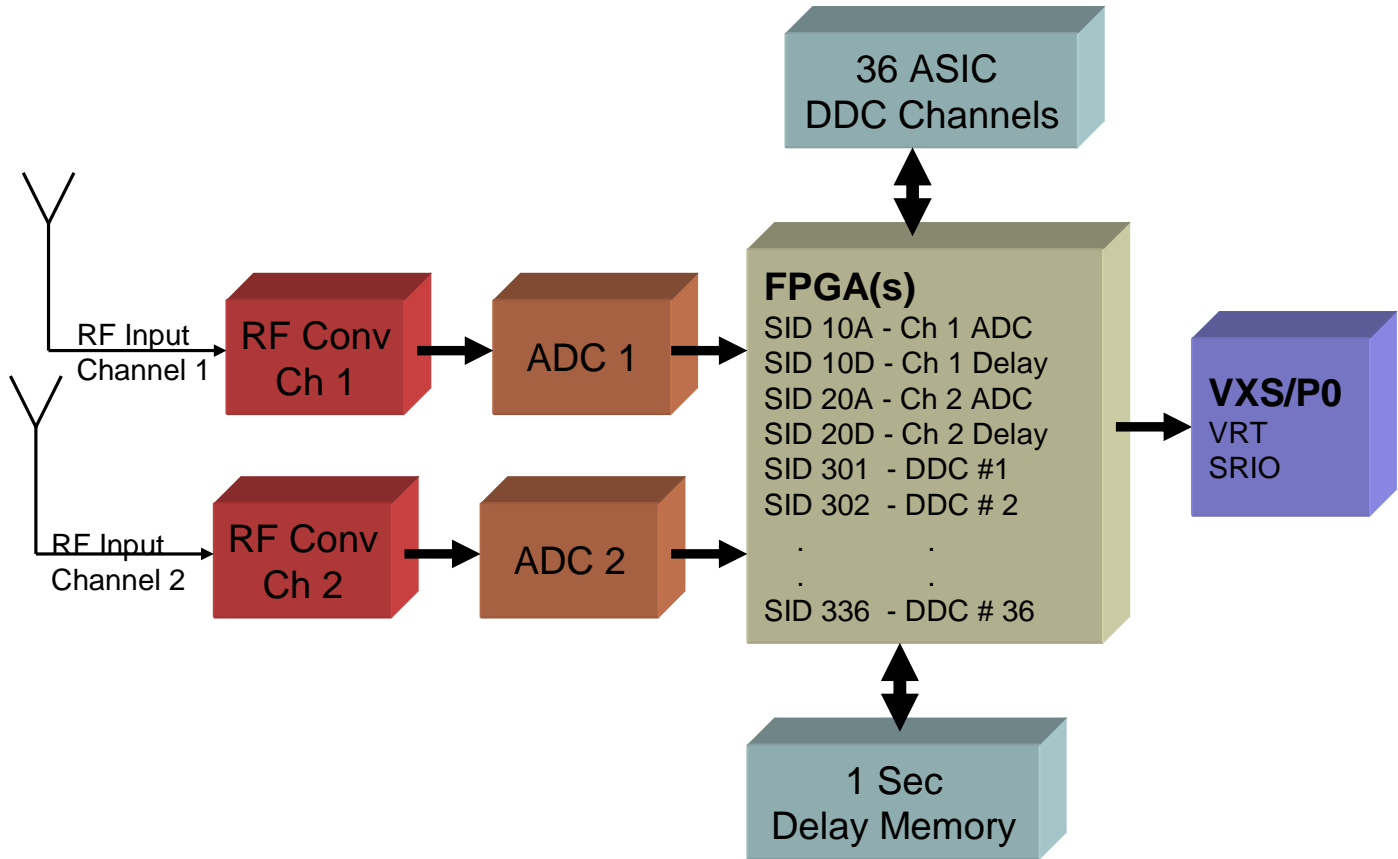 36 ASIC
DDC Channels
RF Input
Channel 1
RF Conv
Ch 1
ADC 1
RF Input
Channel 2
RF Conv
Ch 2
ADC 2
FPGA(s)
SID 10A - Ch 1 ADC
SID 10D - Ch 1 Delay
SID 20A - Ch 2 ADC
SID 20D - Ch 2 Delay
SID 301 - DDC #1
SID 302 - DDC # 2
. .
. .
SID 336 - DDC # 36
VXS/P0
VRT
SRIO
1 Sec
Delay Memory